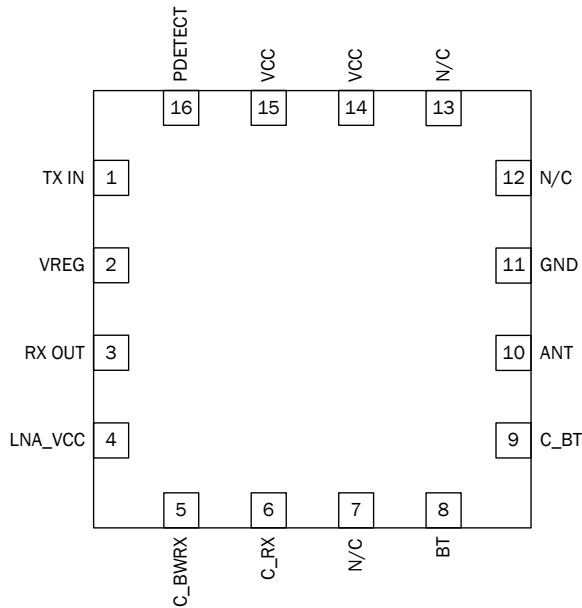 PDETECT
VCC
VCC
N/C
16
15
14
13
TX IN
1
12
N/C
VREG
2
11
GND
RX OUT
3
10
ANT
LNA_VCC
4
9
C_BT
5
6
7
8
C_BWRX
C_RX
N/C
BT